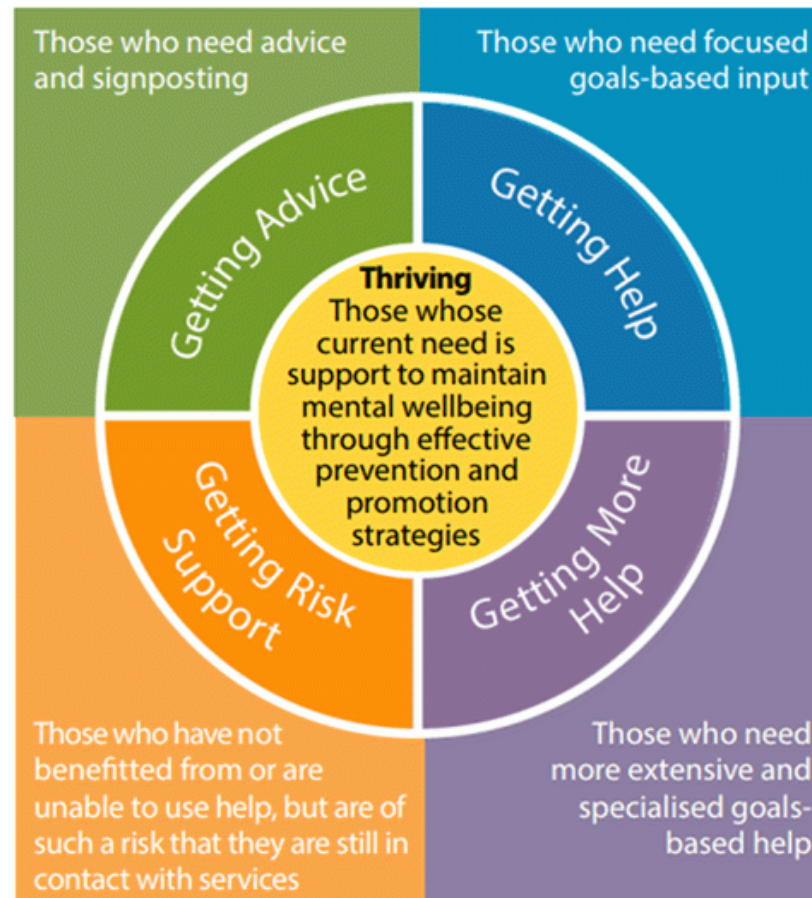 Those who need advice
and signposting
Those who need focused
goals-based input
Getting Advice
Getting Help
Thriving
Those whose
current need is
support to maintain
mental wellbeing
through effective
prevention and
promotion
strategies
Getting Risk
Support
Getting More
Help
Those who have not
benefitted from or are
unable to use help, but are of
such a risk that they are still in
contact with services
Those who need
more extensive and
specialised goals-
based help